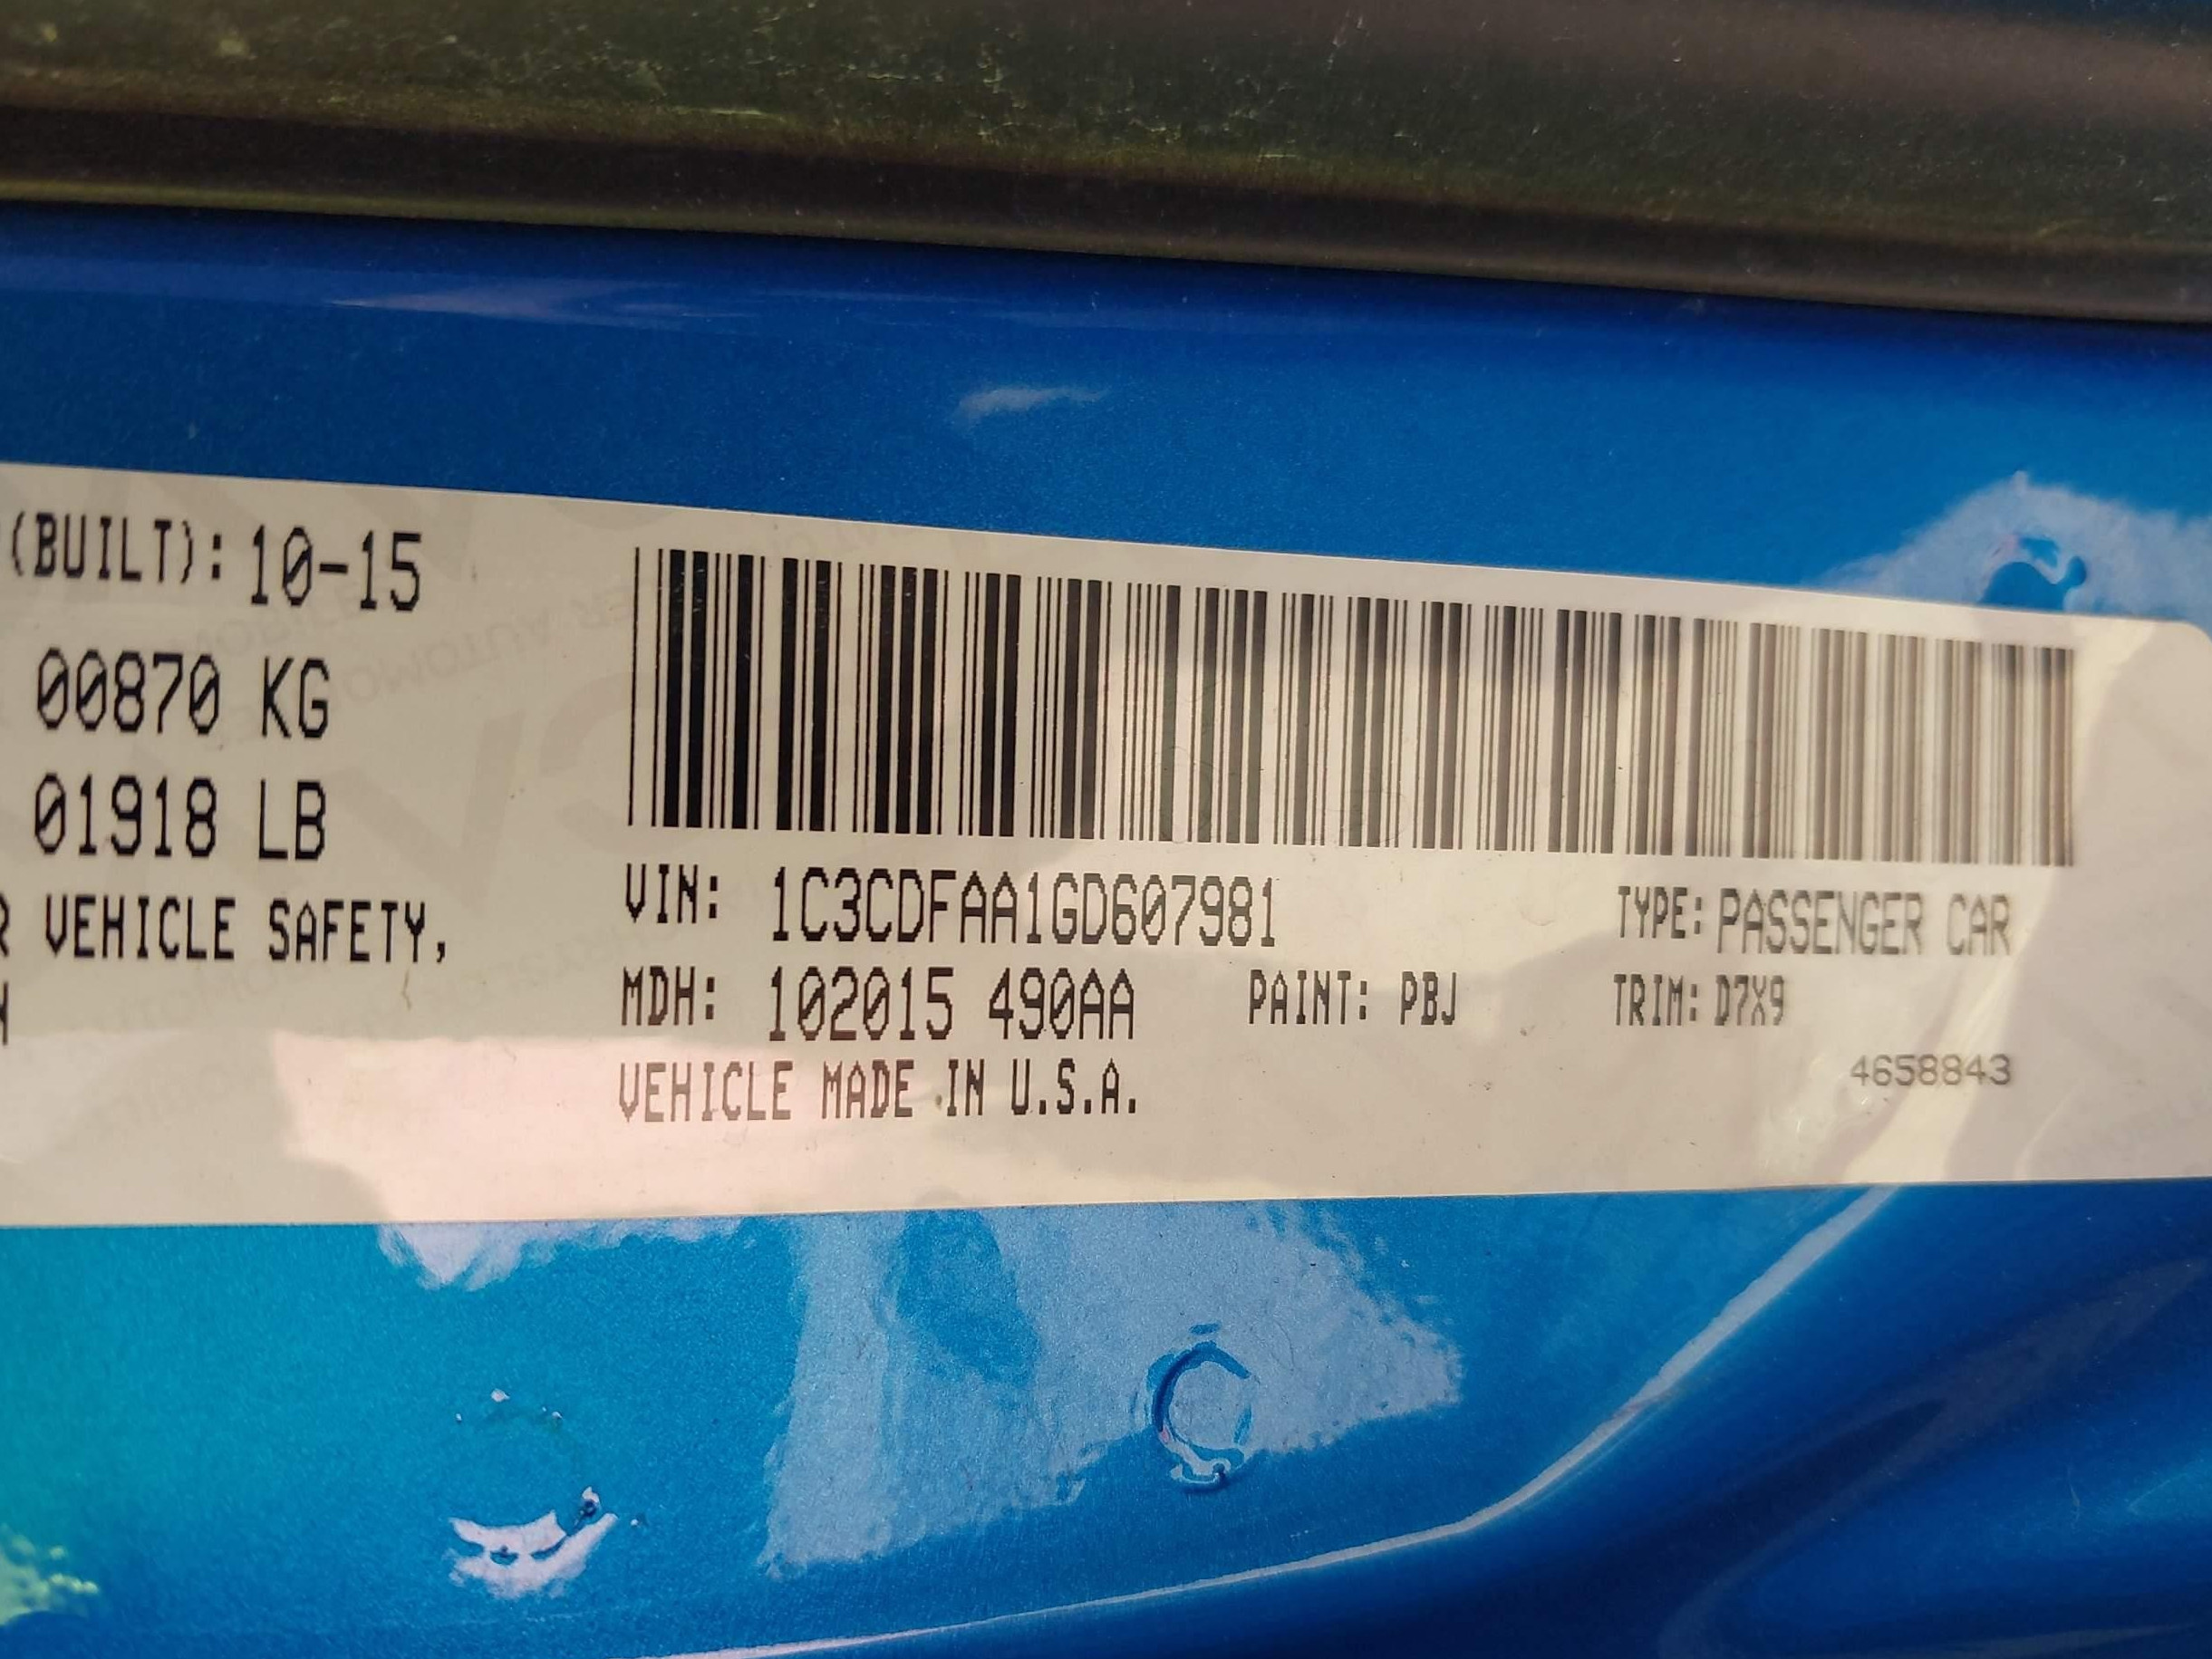 (BUILT): 10-15
00870 KG
01918 LB
VEHICLE SAFETY,
VIN: 1C3CDFAA1GD607981
TYPE: PASSENGER CAR
MDH: 102015 490AA PAINT: PBJ TRIM: D7X9
VEHICLE MADE IN U.S.A.
4658843